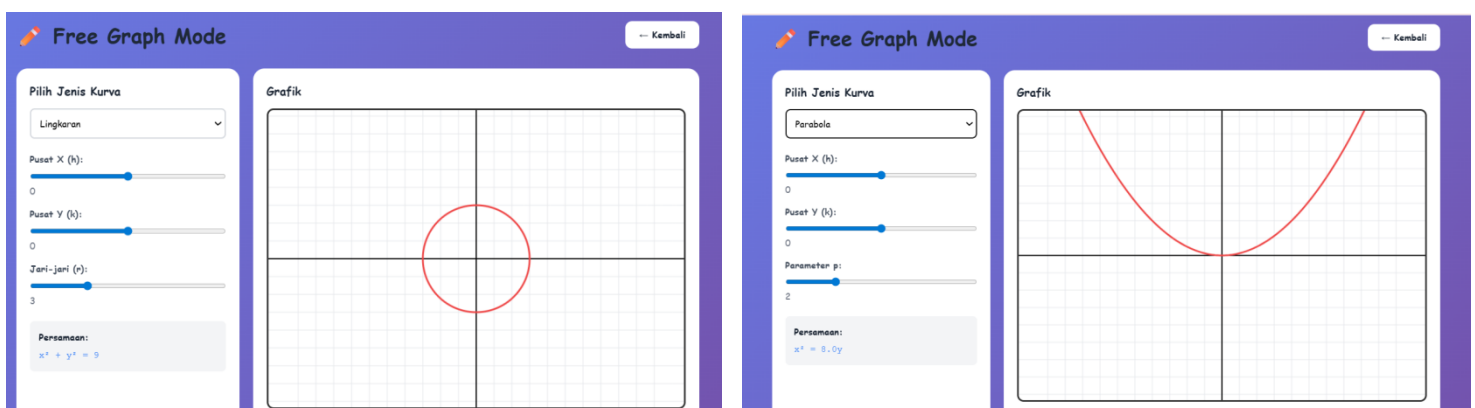 Free Graph Mode
← Kembali
Pilih Jenis Kurva
Lingkaran
Pusat X (h):
0
Pusat Y (k):
0
Jari-jari (r):
3
Persamaan:
x² + y² = 9
Grafik
Free Graph Mode
← Kembali
Pilih Jenis Kurva
Parabola
Pusat X (h):
0
Pusat Y (k):
0
Parameter p:
2
Persamaan:
x² = 8.0y
Grafik